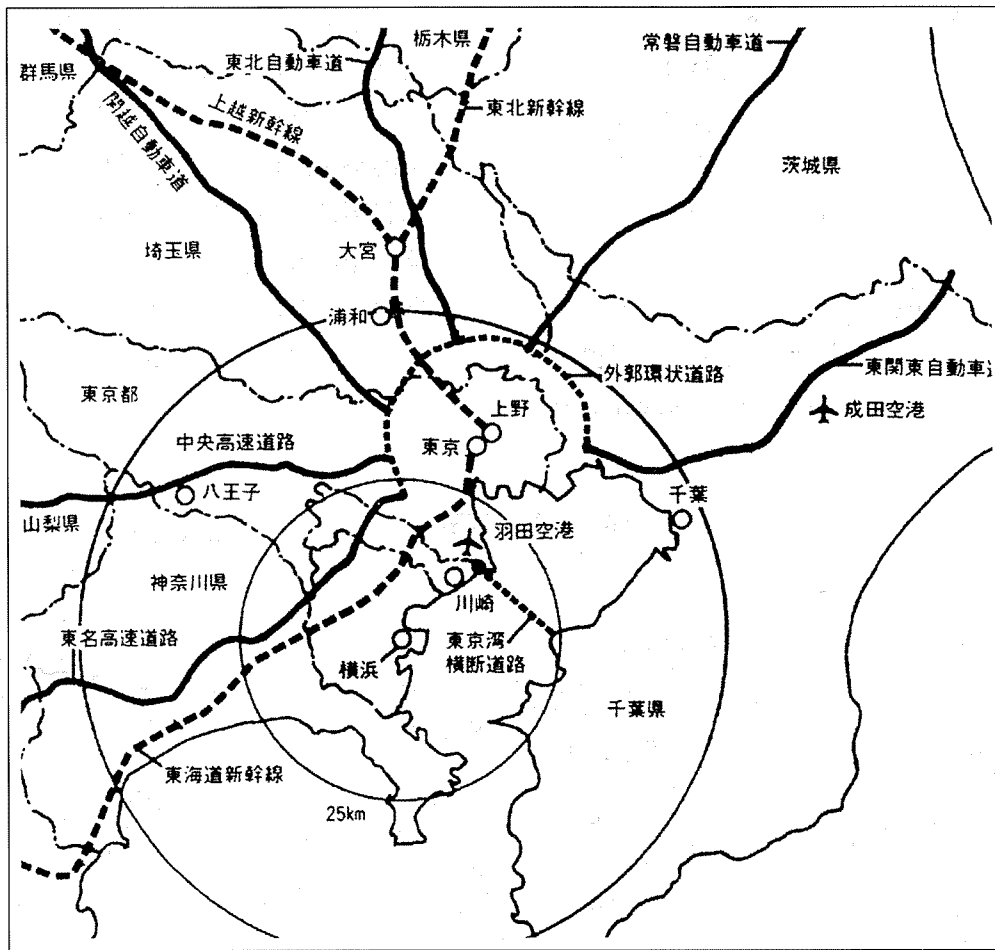 栃木県
常磐自動車道
東北自動車道
群馬県
東北新幹線
上越新幹線
関越自動車道
茨城県
大宮
埼玉県
浦和
外郭環状道路
東関東自動車道
東京都
上野
成田空港
東京
中央高速道路
八王子
千葉
山梨県
羽田空港
神奈川県
川崎
東名高速道路
東京湾
横断道路
横浜
千葉県
東海道新幹線
25km